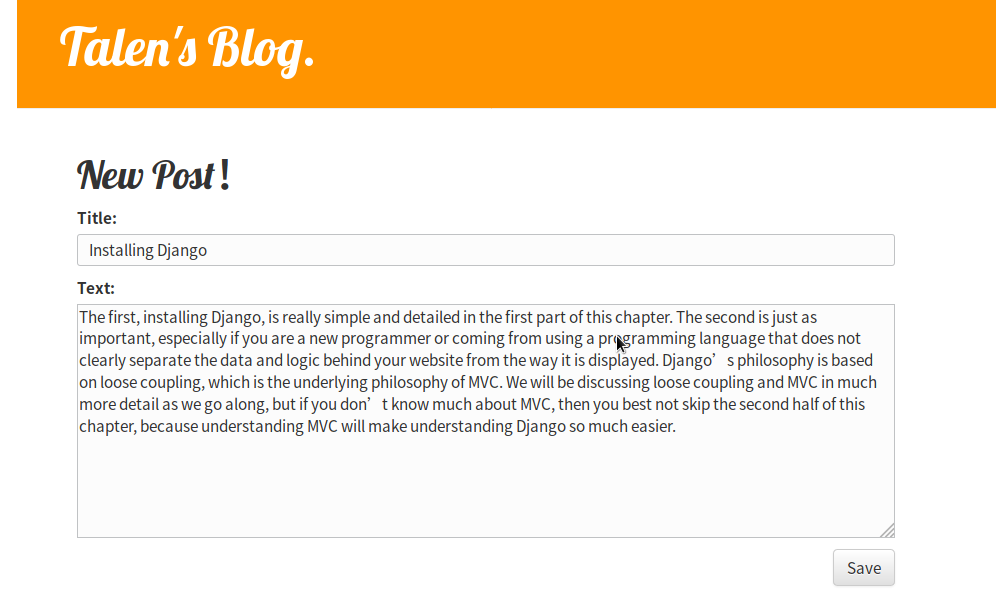 Talen's Blog.
New Post!
Title:
Installing Django
Text:
The first, installing Django, is really simple and detailed in the first part of this chapter. The second is just as
important, especially if you are a new programmer or coming from using a programming language that does not
clearly separate the data and logic behind your website from the way it is displayed. Django’s philosophy is based
on loose coupling, which is the underlying philosophy of MVC. We will be discussing loose coupling and MVC in much
more detail as we go along, but if you don’t know much about MVC, then you best not skip the second half of this
chapter, because understanding MVC will make understanding Django so much easier.
Save